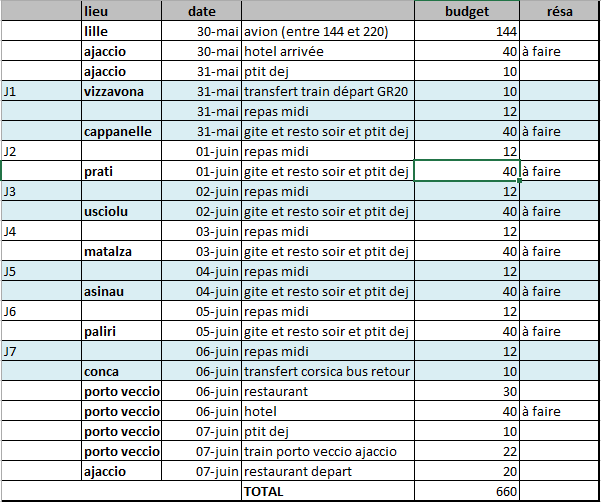 lieu date budget résa
lille 30-mai avion (entre 144 et 220) 144
ajaccio 30-mai hotel arrivée 40 à faire
ajaccio 31-mai ptit dej 10
J1 vizzavona 31-mai transfert train départ GR20 10
31-mai repas midi 12
cappanelle 31-mai gite et resto soir et ptit dej 40 à faire
J2 01-juin repas midi 12
prati 01-juin gite et resto soir et ptit dej 40 à faire
J3 02-juin repas midi 12
usciolu 02-juin gite et resto soir et ptit dej 40 à faire
J4 03-juin repas midi 12
matalza 03-juin gite et resto soir et ptit dej 40 à faire
J5 04-juin repas midi 12
asinau 04-juin gite et resto soir et ptit dej 40 à faire
J6 05-juin repas midi 12
paliri 05-juin gite et resto soir et ptit dej 40 à faire
J7 06-juin repas midi 12
conca 06-juin transfert corsica bus retour 10
porto veccio 06-juin restaurant 30
porto veccio 06-juin hotel 40 à faire
porto veccio 07-juin ptit dej 10
porto veccio 07-juin train porto veccio ajaccio 22
ajaccio 07-juin restaurant depart 20
TOTAL 660